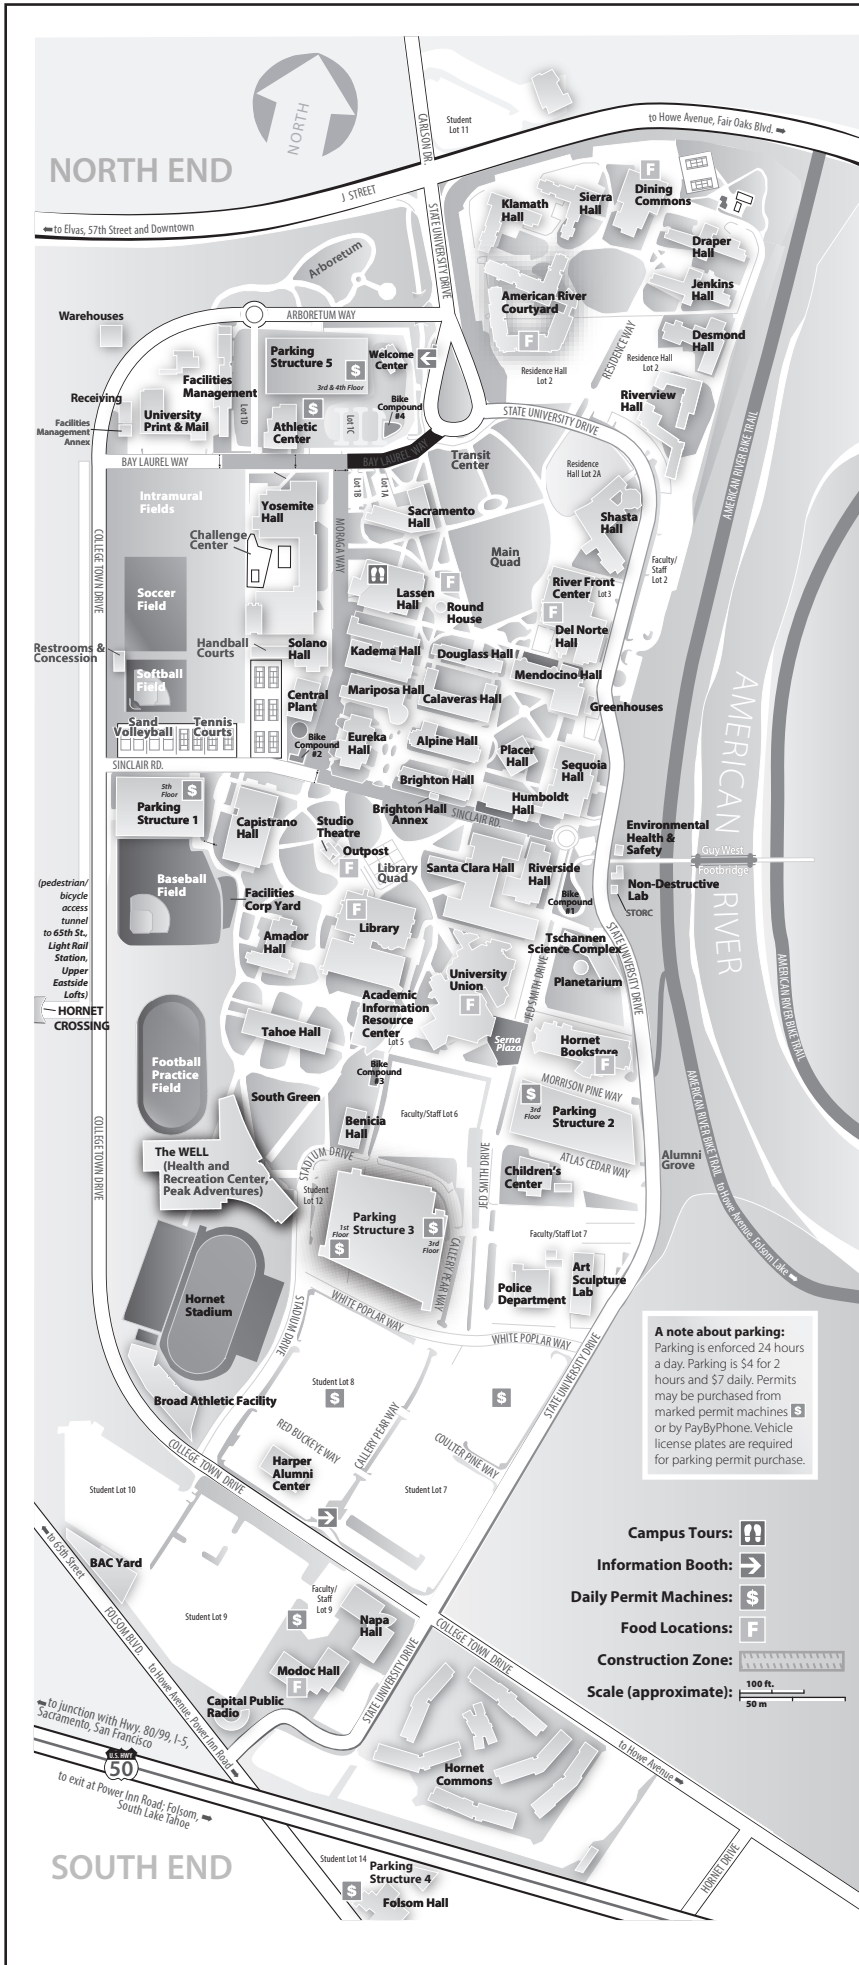 NORTH
NORTH END
CARLSON DR.
Student
Lot 11
to Howe Avenue, Fair Oaks Blvd.
J STREET
to Elvas, 57th Street and Downtown
STATE UNIVERSITY DRIVE
Klamath
Hall
Sierra
Hall
F
Dining
Commons
Draper
Hall
Jenkins
Hall
Desmond
Hall
American River
Courtyard
F
RESIDENCE WAY
Residence Hall
Lot 2
Residence Hall
Lot 2
Riverview
Hall
Arboretum
Warehouses
ARBORETUM WAY
Parking
Structure 5
$
3rd & 4th Floor
Welcome
Center
Facilities
Management
Receiving
University
Print & Mail
Facilities
Management
Annex
Lot 1D
$
Athletic
Center
Lot 1C
Bike
Compound
#4
STATE UNIVERSITY DRIVE
BAY LAUREL WAY
BAY LAUREL WAY
Transit
Center
Residence
Hall Lot 2A
AMERICAN RIVER BIKE TRAIL
Intramural
Fields
Yosemite
Hall
Lot 1B
Lot 1A
Sacramento
Hall
Shasta
Hall
Challenge
Center
MORAGA WAY
Main
Quad
Faculty/
Staff
Lot 2
COLLEGE TOWN DRIVE
Soccer
Field
Lassen
Hall
F
Round
House
River Front
Center
Lot 3
F
Del Norte
Hall
Restrooms &
Concession
Handball
Courts
Solano
Hall
Kadema Hall
Douglass Hall
Mendocino Hall
Softball
Field
Central
Plant
Mariposa Hall
Calaveras Hall
Greenhouses
AMERICAN RIVER
Sand
Volleyball
Tennis
Courts
Bike
Compound
#2
Eureka
Hall
Alpine Hall
Placer
Hall
Sequoia
Hall
SINCLAIR RD.
Brighton Hall
Humboldt
Hall
5th
Floor
$
Parking
Structure 1
Capistrano
Hall
Studio
Theatre
Brighton Hall
Annex
SINCLAIR RD.
Environmental
Health &
Safety
Outpost
F
Library
Quad
Santa Clara Hall
Riverside
Hall
Guy West
Footbridge
Non-Destructive
Lab
STORC
Bike
Compound
#1
(pedestrian/
bicycle
access
tunnel
to 65th St.,
Light Rail
Station,
Upper
Eastside
Lofts)
HORNET
CROSSING
Baseball
Field
Facilities
Corp Yard
F
Library
Amador
Hall
STATE UNIVERSITY DRIVE
Tschannen
Science Complex
Planetarium
University
Union
F
JED SMITH DRIVE
AMERICAN RIVER BIKE TRAIL
Academic
Information
Resource
Center
Lot 5
Tahoe Hall
Serna
Plaza
Hornet
Bookstore
F
Football
Practice
Field
Bike
Compound
#3
MORRISON PINE WAY
South Green
Faculty/Staff Lot 6
$
3rd
Floor
Parking
Structure 2
AMERICAN RIVER BIKE TRAIL
to Howe Avenue, Folsom Lake
COLLEGE TOWN DRIVE
Benicia
Hall
The WELL
(Health and
Recreation Center,
Peak Adventures)
STADIUM DRIVE
JED SMITH DRIVE
ATLAS CEDAR WAY
Alumni
Grove
Children's
Center
Student
Lot 12
Parking
Structure 3
1st
Floor
$
$
3rd
Floor
CALLERY PEAR WAY
Faculty/Staff Lot 7
Hornet
Stadium
STADIUM DRIVE
Police
Department
Art
Sculpture
Lab
WHITE POPLAR WAY
WHITE POPLAR WAY
STATE UNIVERSITY DRIVE
A note about parking:
Parking is enforced 24 hours
a day. Parking is $4 for 2
hours and $7 daily. Permits
may be purchased from
marked permit machines $
or by PayByPhone. Vehicle
license plates are required
for parking permit purchase.
Student Lot 8
$
$
Broad Athletic Facility
RED BUCKEYE WAY
CALLERY PEAR WAY
COULTER PINE WAY
COLLEGE TOWN DRIVE
Harper
Alumni
Center
Student Lot 10
Student Lot 7
to 65th Street
BAC Yard
Campus Tours:
Information Booth:
Daily Permit Machines: $
Food Locations: F
Construction Zone:
Scale (approximate): 100 ft.
50 m
Faculty/
Staff
Lot 9
Student Lot 9
$
Napa
Hall
COLLEGE TOWN DRIVE
FOLSOM BLVD.
to Howe Avenue, Power Inn Road
Modoc Hall
F
STATE UNIVERSITY DRIVE
Capital Public
Radio
to junction with Hwy. 80/99, I-5,
Sacramento, San Francisco
to Howe Avenue
U.S. HWY
50
Hornet
Commons
to exit at Power Inn Road; Folsom,
South Lake Tahoe
SOUTH END
Student Lot 14
Parking
Structure 4
$
Folsom Hall
HORNET DRIVE